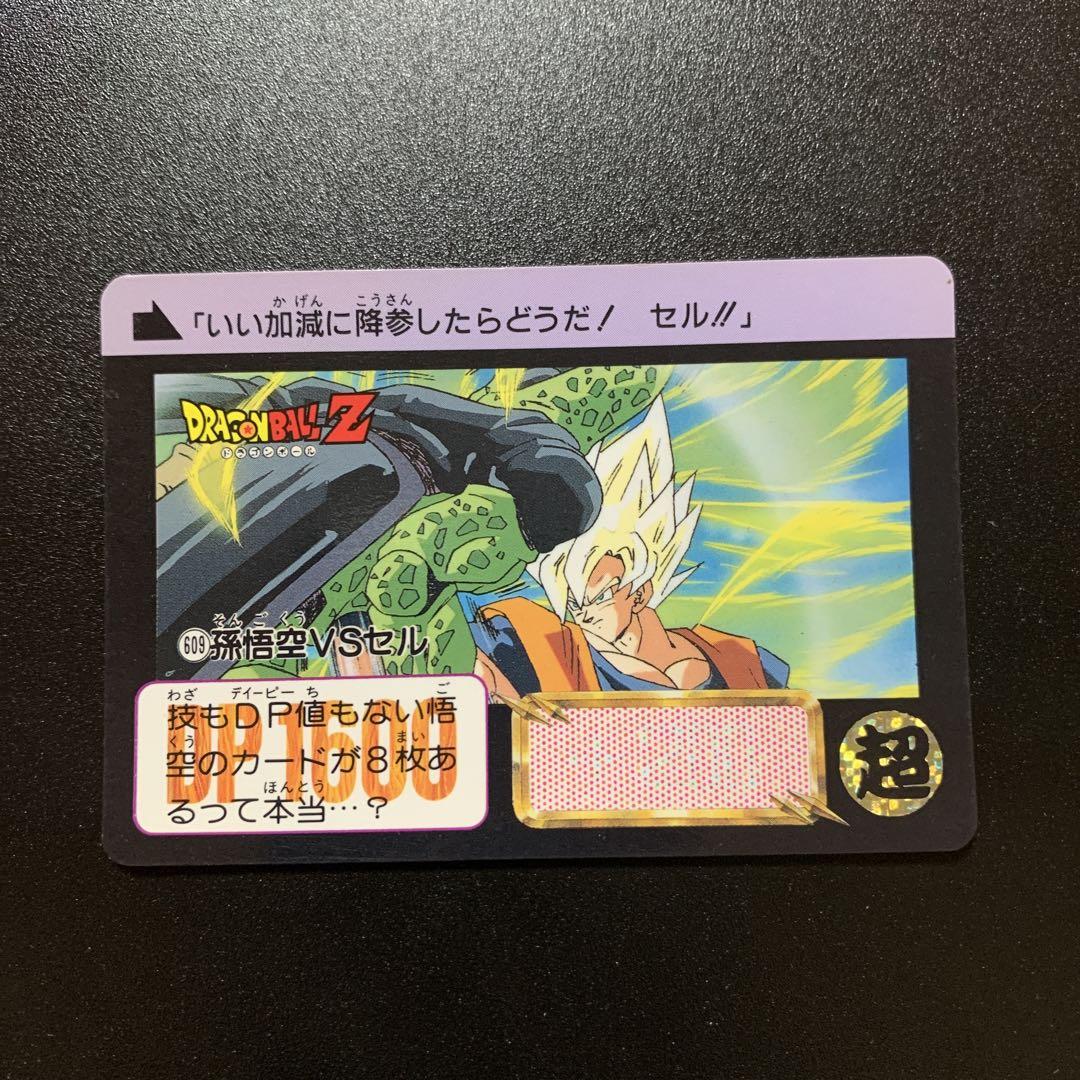 かげん　こうさん
「いい加減に降参したらどうだ！　セル!!」
DRAGON BALL Z
ドラゴンボール
そんごくう
609 孫悟空VSセル
わざ　ディーピーち　ご
技もDP値もない悟
くう　まい
空のカードが8枚あ
ほんとう
るって本当…？
DP 1600
超